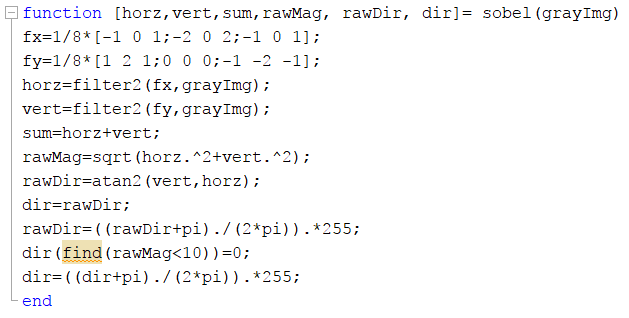 function [horz,vert,sum,rawMag, rawDir, dir]= sobel(grayImg)
fx=1/8*[-1 0 1;-2 0 2;-1 0 1];
fy=1/8*[1 2 1;0 0 0;-1 -2 -1];
horz=filter2(fx,grayImg);
vert=filter2(fy,grayImg);
sum=horz+vert;
rawMag=sqrt(horz.^2+vert.^2);
rawDir=atan2(vert,horz);
dir=rawDir;
rawDir=((rawDir+pi)./(2*pi)).*255;
dir(find(rawMag<10))=0;
dir=((dir+pi)./(2*pi)).*255;
end